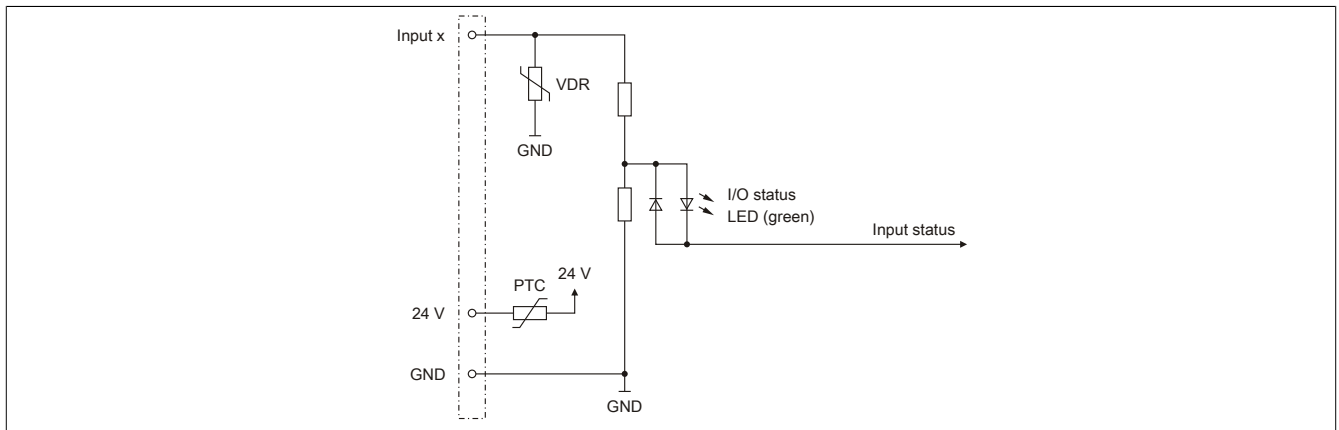 Input x
VDR
GND
I/O status
LED (green)
Input status
24 V
PTC
24 V
GND
GND